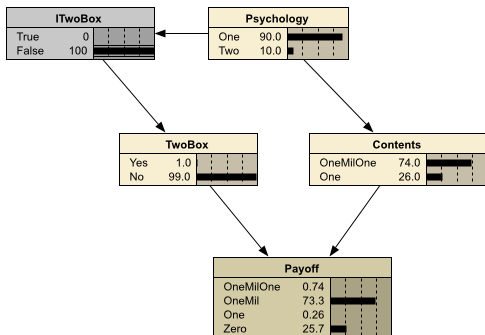 ITwoBox
True 0
False 100
Psychology
One 90.0
Two 10.0
TwoBox
Yes 1.0
No 99.0
Contents
OneMilOne 74.0
One 26.0
Payoff
OneMilOne 0.74
OneMil 73.3
One 0.26
Zero 25.7